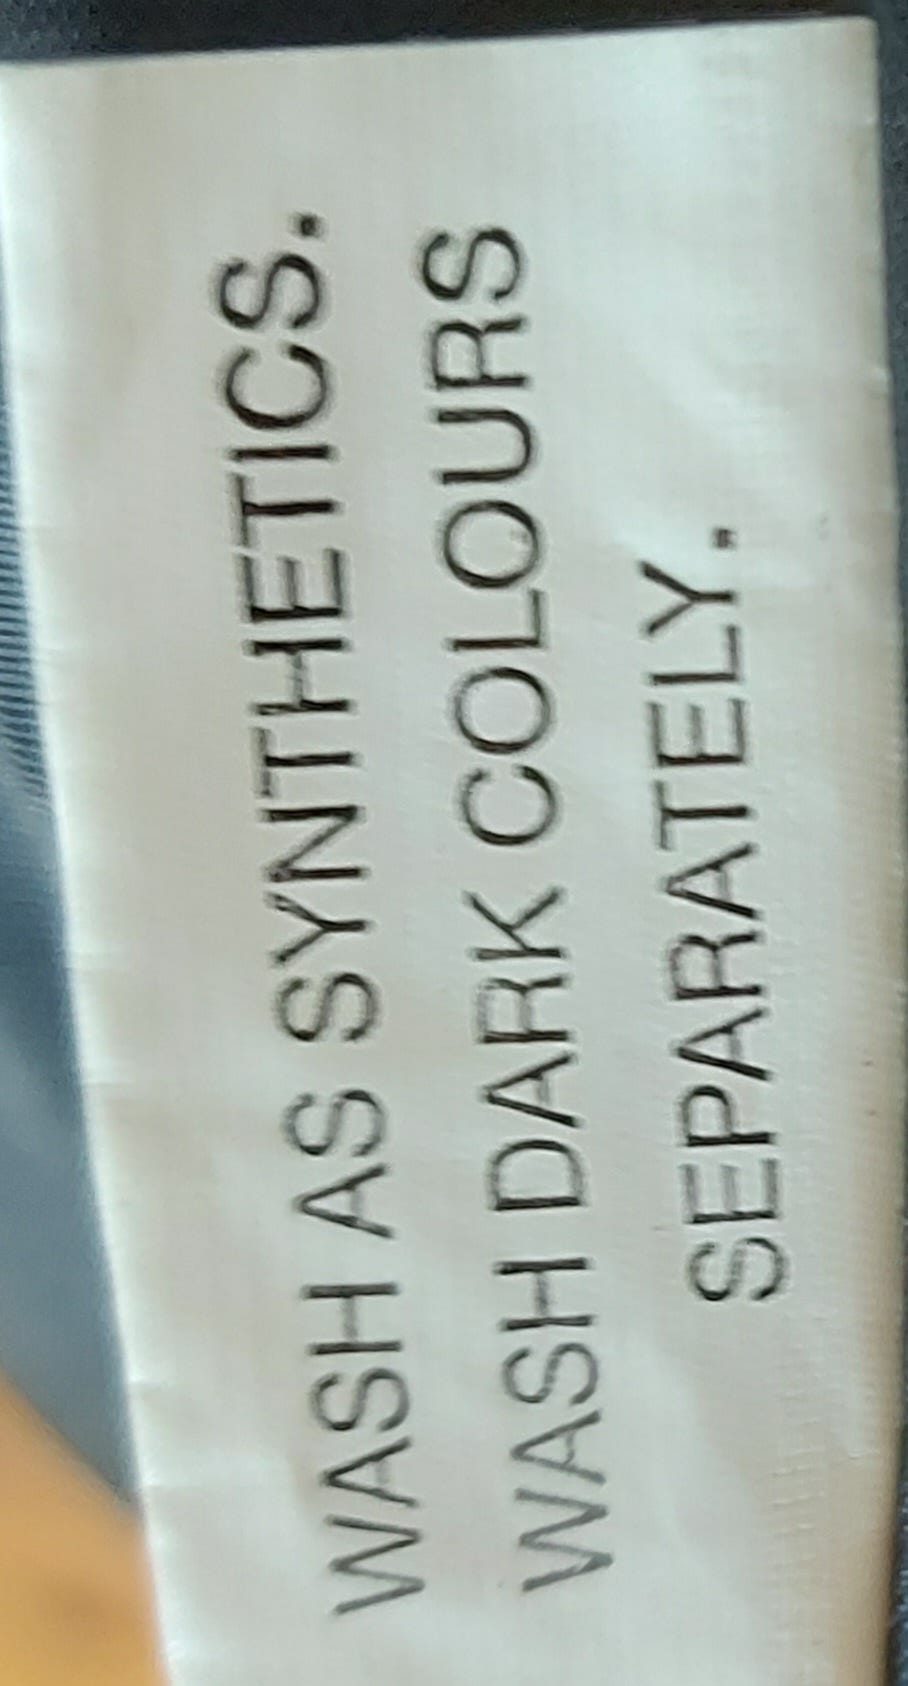 WASH AS SYNTHETICS.
WASH DARK COLOURS
SEPARATELY.